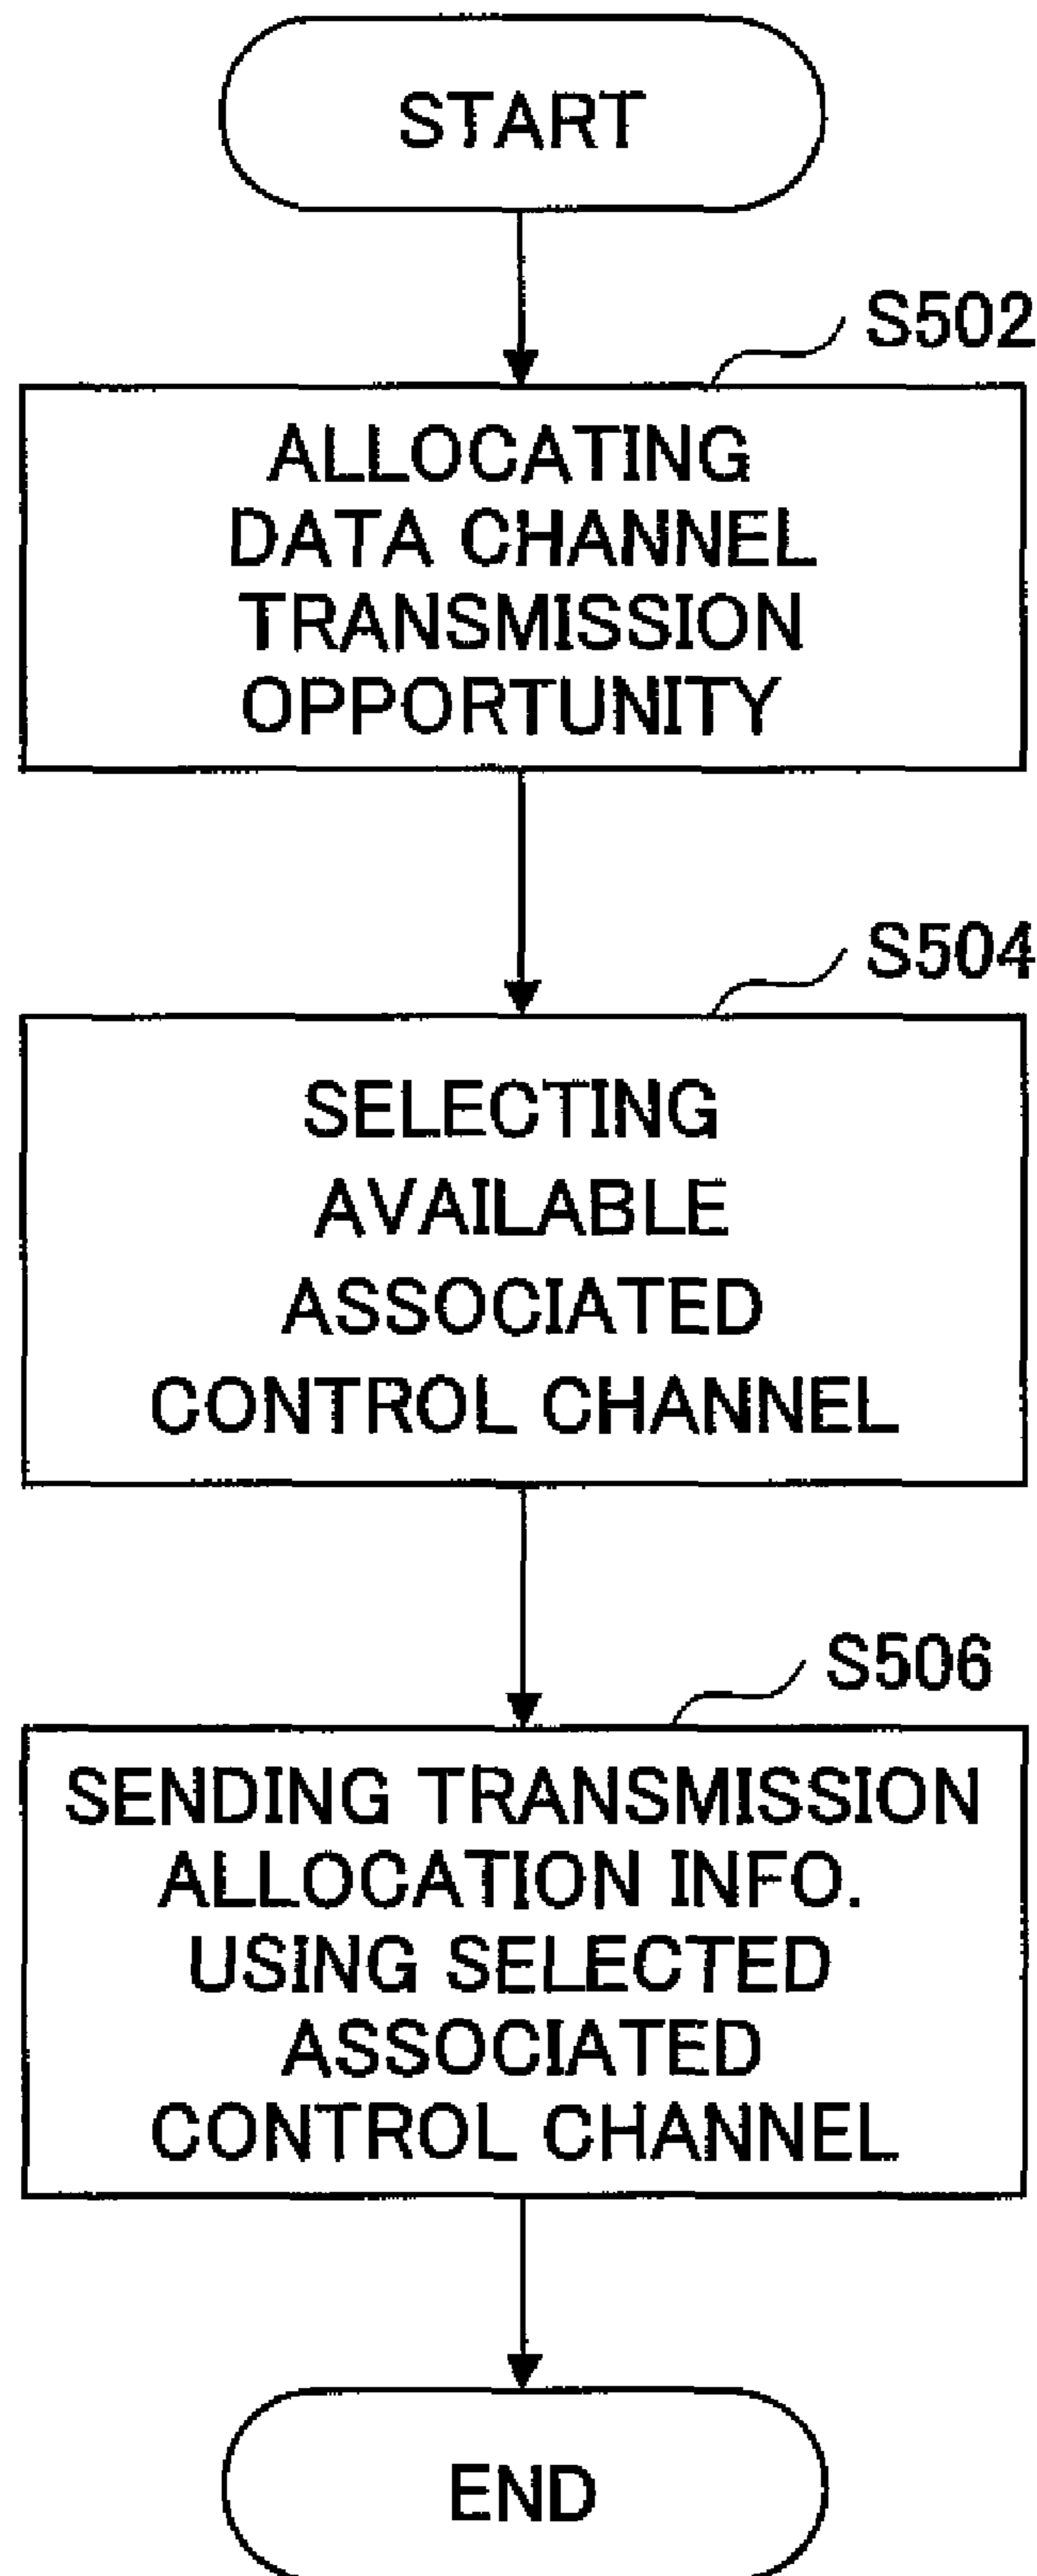 START
S502
ALLOCATING
DATA CHANNEL
TRANSMISSION
OPPORTUNITY
S504
SELECTING
AVAILABLE
ASSOCIATED
CONTROL CHANNEL
S506
SENDING TRANSMISSION
ALLOCATION INFO.
USING SELECTED
ASSOCIATED
CONTROL CHANNEL
END